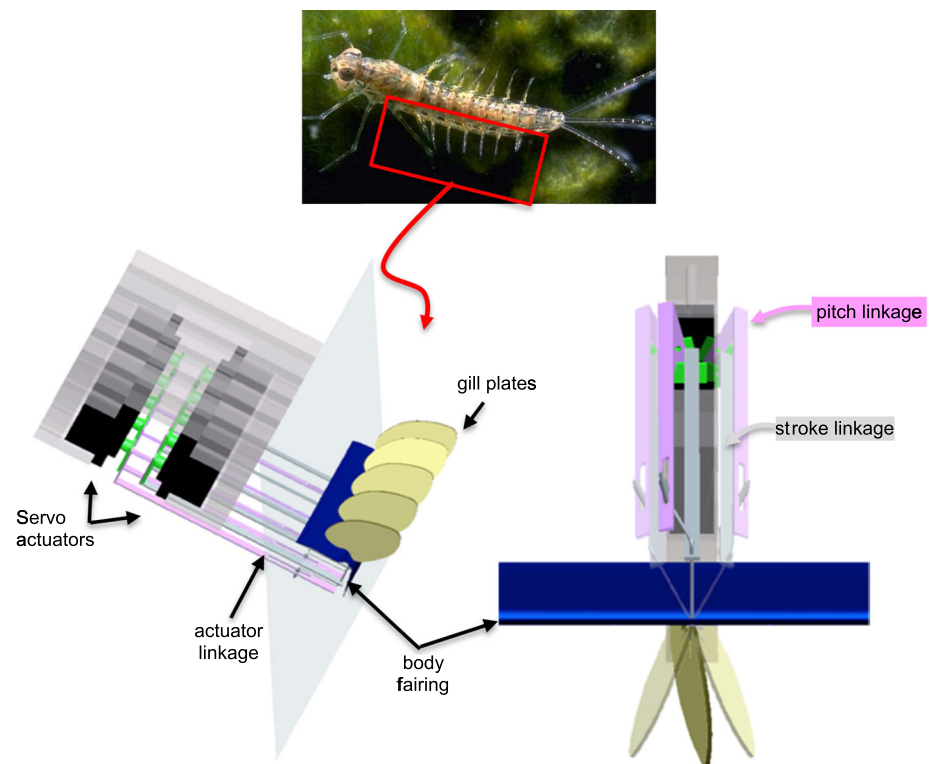 pitch linkage
gill plates
stroke linkage
Servo
actuators
actuator
linkage
body
fairing